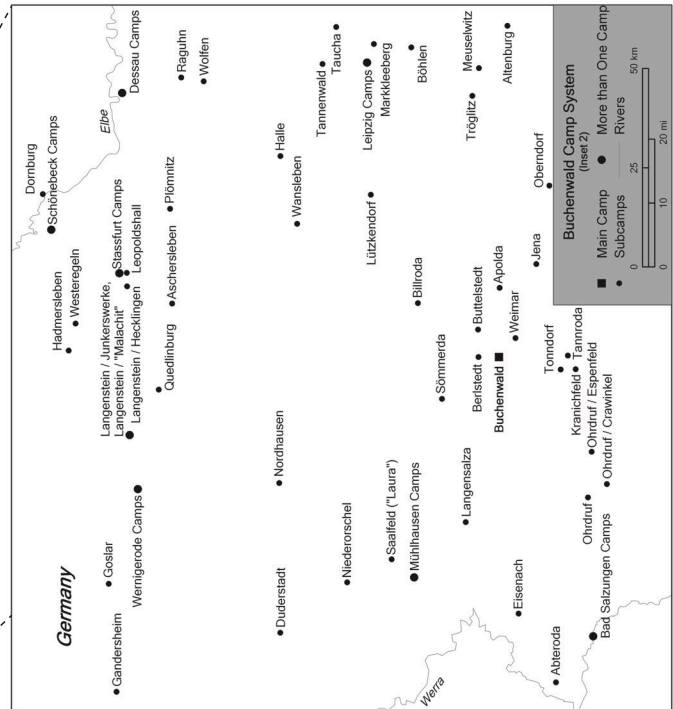 Germany
Elbe
Werra
Dornburg
Schönebeck Camps
Dessau Camps
Raguhn
Wolfen
Hadmersleben
Westeregeln
Stassfurt Camps
Leopoldshall
Langenstein / Junkerswerke,
Langenstein / "Malachit"
Langenstein / Hecklingen
Plömnitz
Aschersleben
Quedlinburg
Wernigerode Camps
Goslar
Gandersheim
Halle
Wansleben
Nordhausen
Duderstadt
Tannenwald
Taucha
Leipzig Camps
Markkleeberg
Böhlen
Lützkendorf
Niederorschel
Saalfeld ("Laura")
Mühlhausen Camps
Billroda
Sömmerda
Meuselwitz
Tröglitz
Altenburg
Buttelstedt
Berlstedt
Apolda
Buchenwald
Weimar
Langensalza
Eisenach
Oberndorf
Jena
Tonndorf
Tannroda
Kranichfeld
Ohrdruf / Espenfeld
Ohrdruf / Crawinkel
Ohrdruf
Bad Salzungen Camps
Abteroda
Buchenwald Camp System
(Inset 2)
Main Camp
More than One Camp
Subcamps
Rivers
0 25 50 km
0 10 20 mi